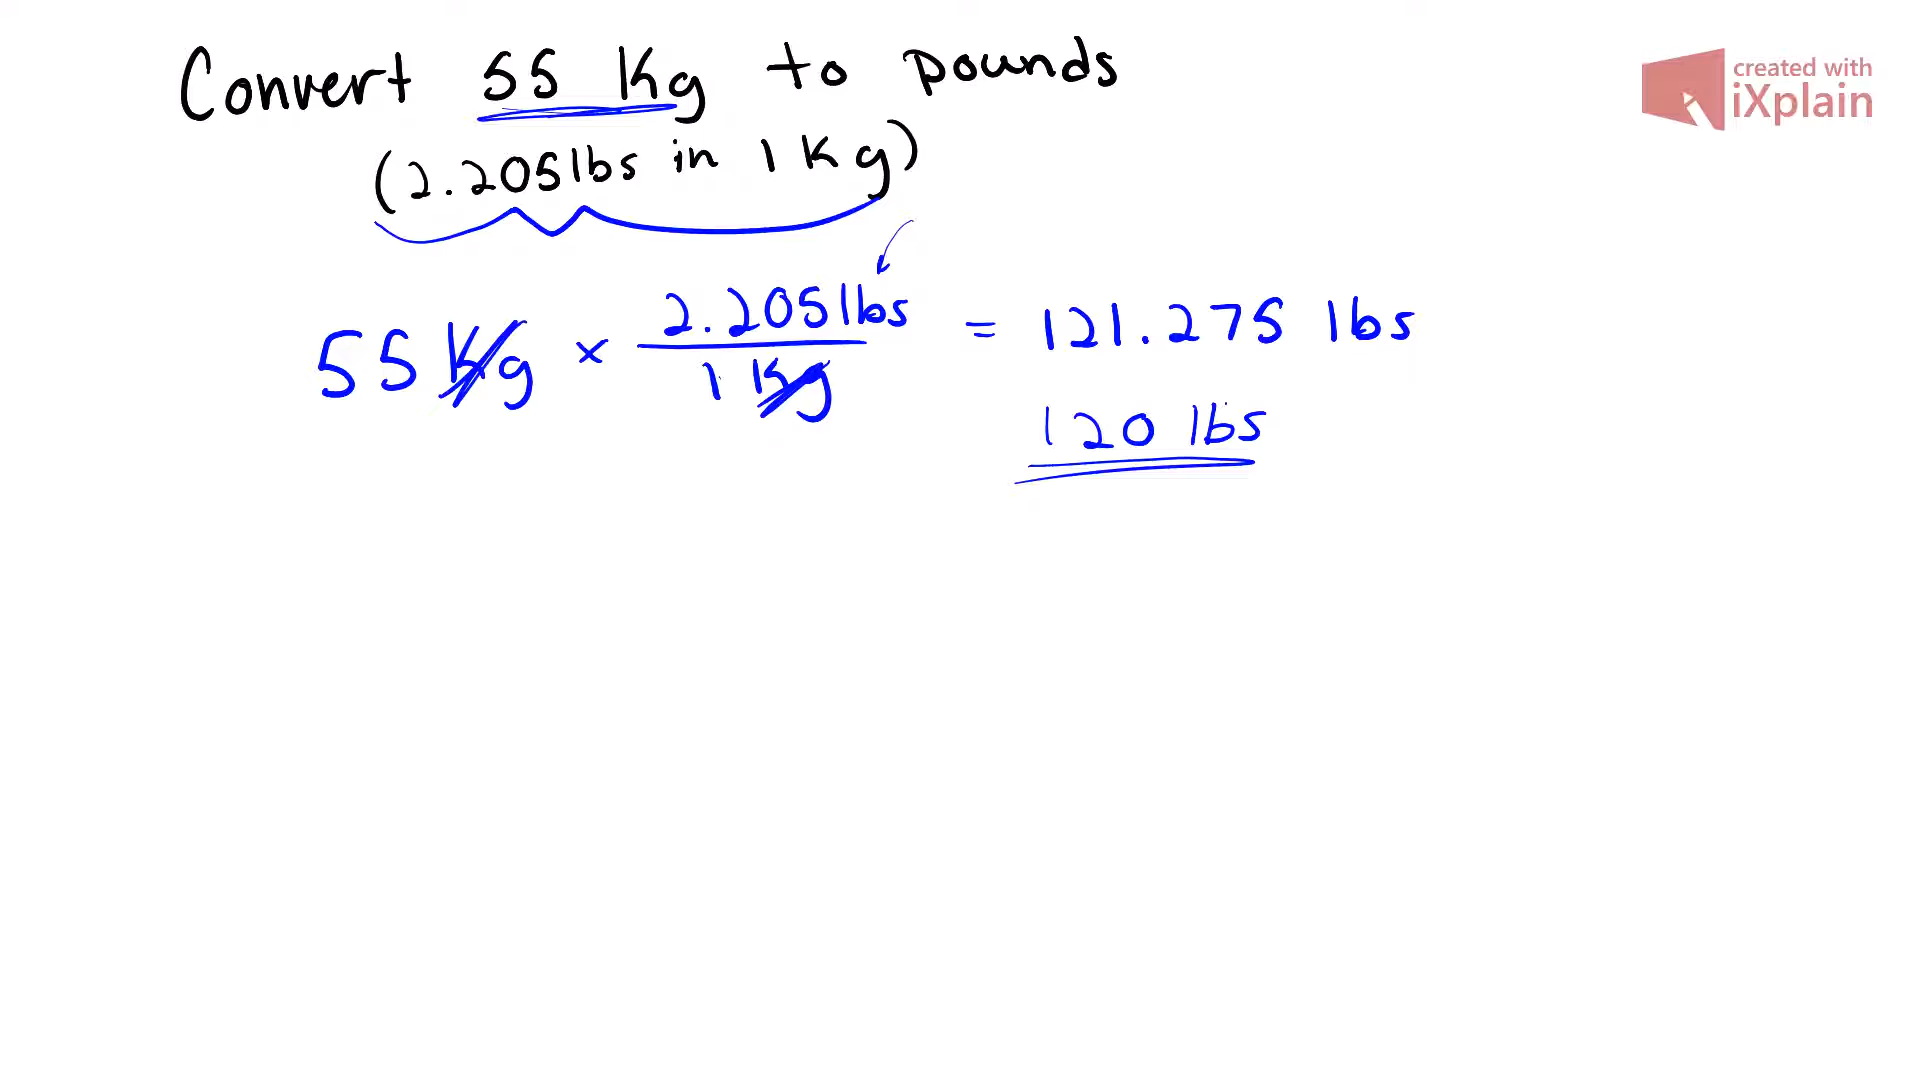 Convert 55 Kg to pounds
created with
iXplain
(2.205lbs in 1 Kg)
55 Kg × 2.205lbs = 121.275 lbs
1 Kg
120 lbs